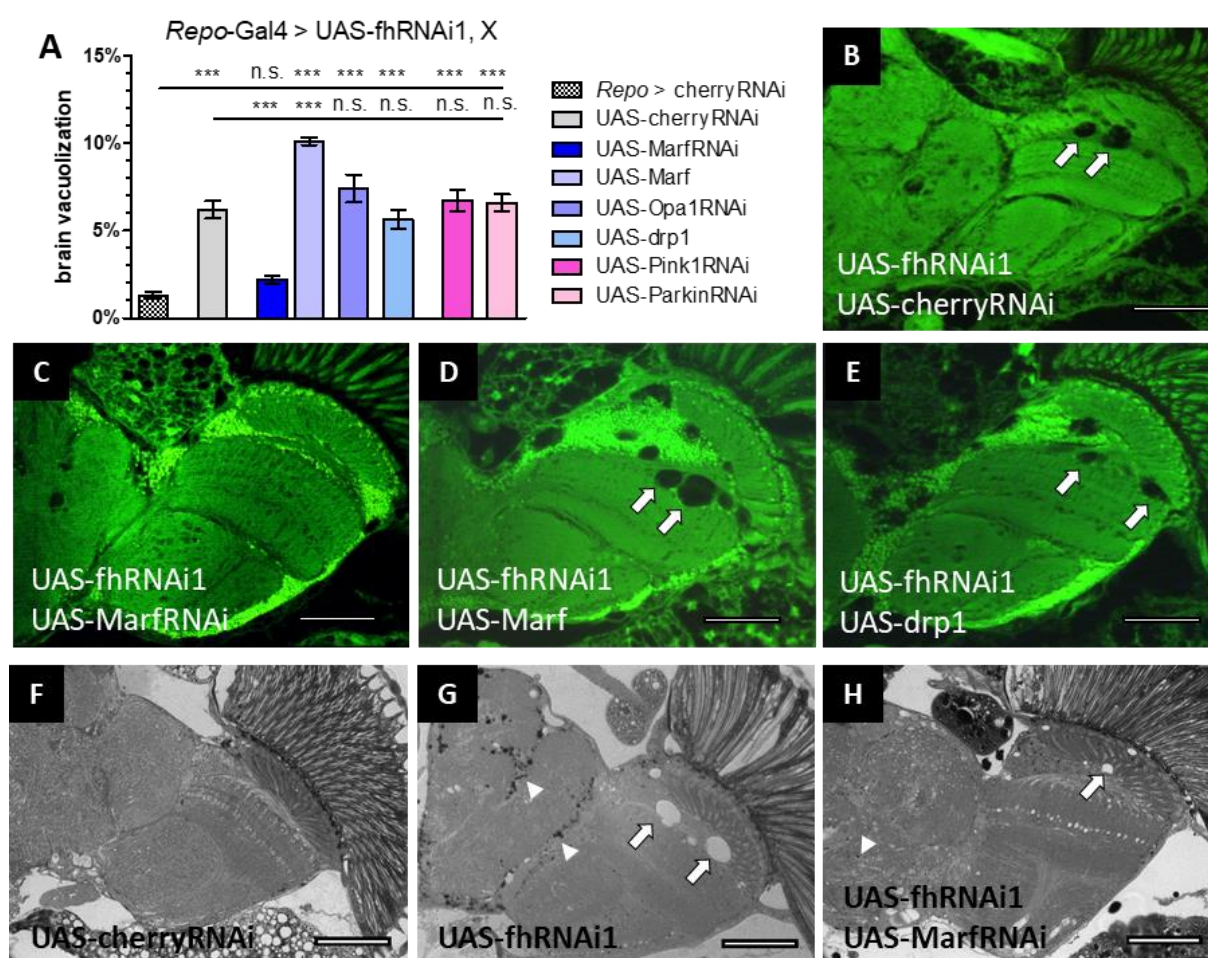 A
Repo-Gal4 > UAS-fhRNAi1, X
15%
10%
5%
0%
brain vacuolization
*** n.s. *** *** *** *** ***
*** *** n.s. n.s. n.s. n.s.
Repo > cherryRNAi
UAS-cherryRNAi
UAS-MarfRNAi
UAS-Marf
UAS-Opa1RNAi
UAS-drp1
UAS-Pink1RNAi
UAS-ParkinRNAi
B
UAS-fhRNAi1
UAS-cherryRNAi
C
UAS-fhRNAi1
UAS-MarfRNAi
D
UAS-fhRNAi1
UAS-Marf
E
UAS-fhRNAi1
UAS-drp1
F
UAS-cherryRNAi
G
UAS-fhRNAi1
H
UAS-fhRNAi1
UAS-MarfRNAi